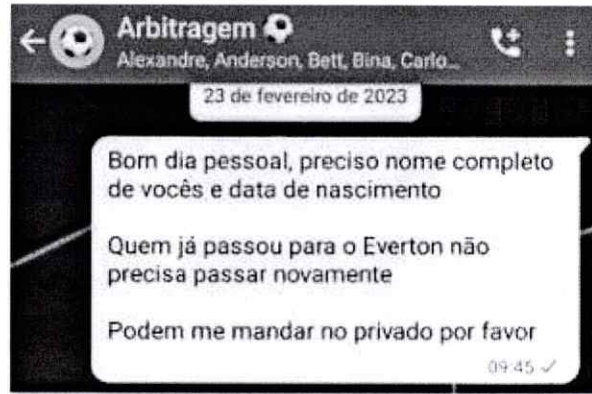 Arbitragem
Alexandre, Anderson, Bett, Bina, Carlo...
23 de fevereiro de 2023
Bom dia pessoal, preciso nome completo
de vocês e data de nascimento
Quem já passou para o Everton não
precisa passar novamente
Podem me mandar no privado por favor
09:45